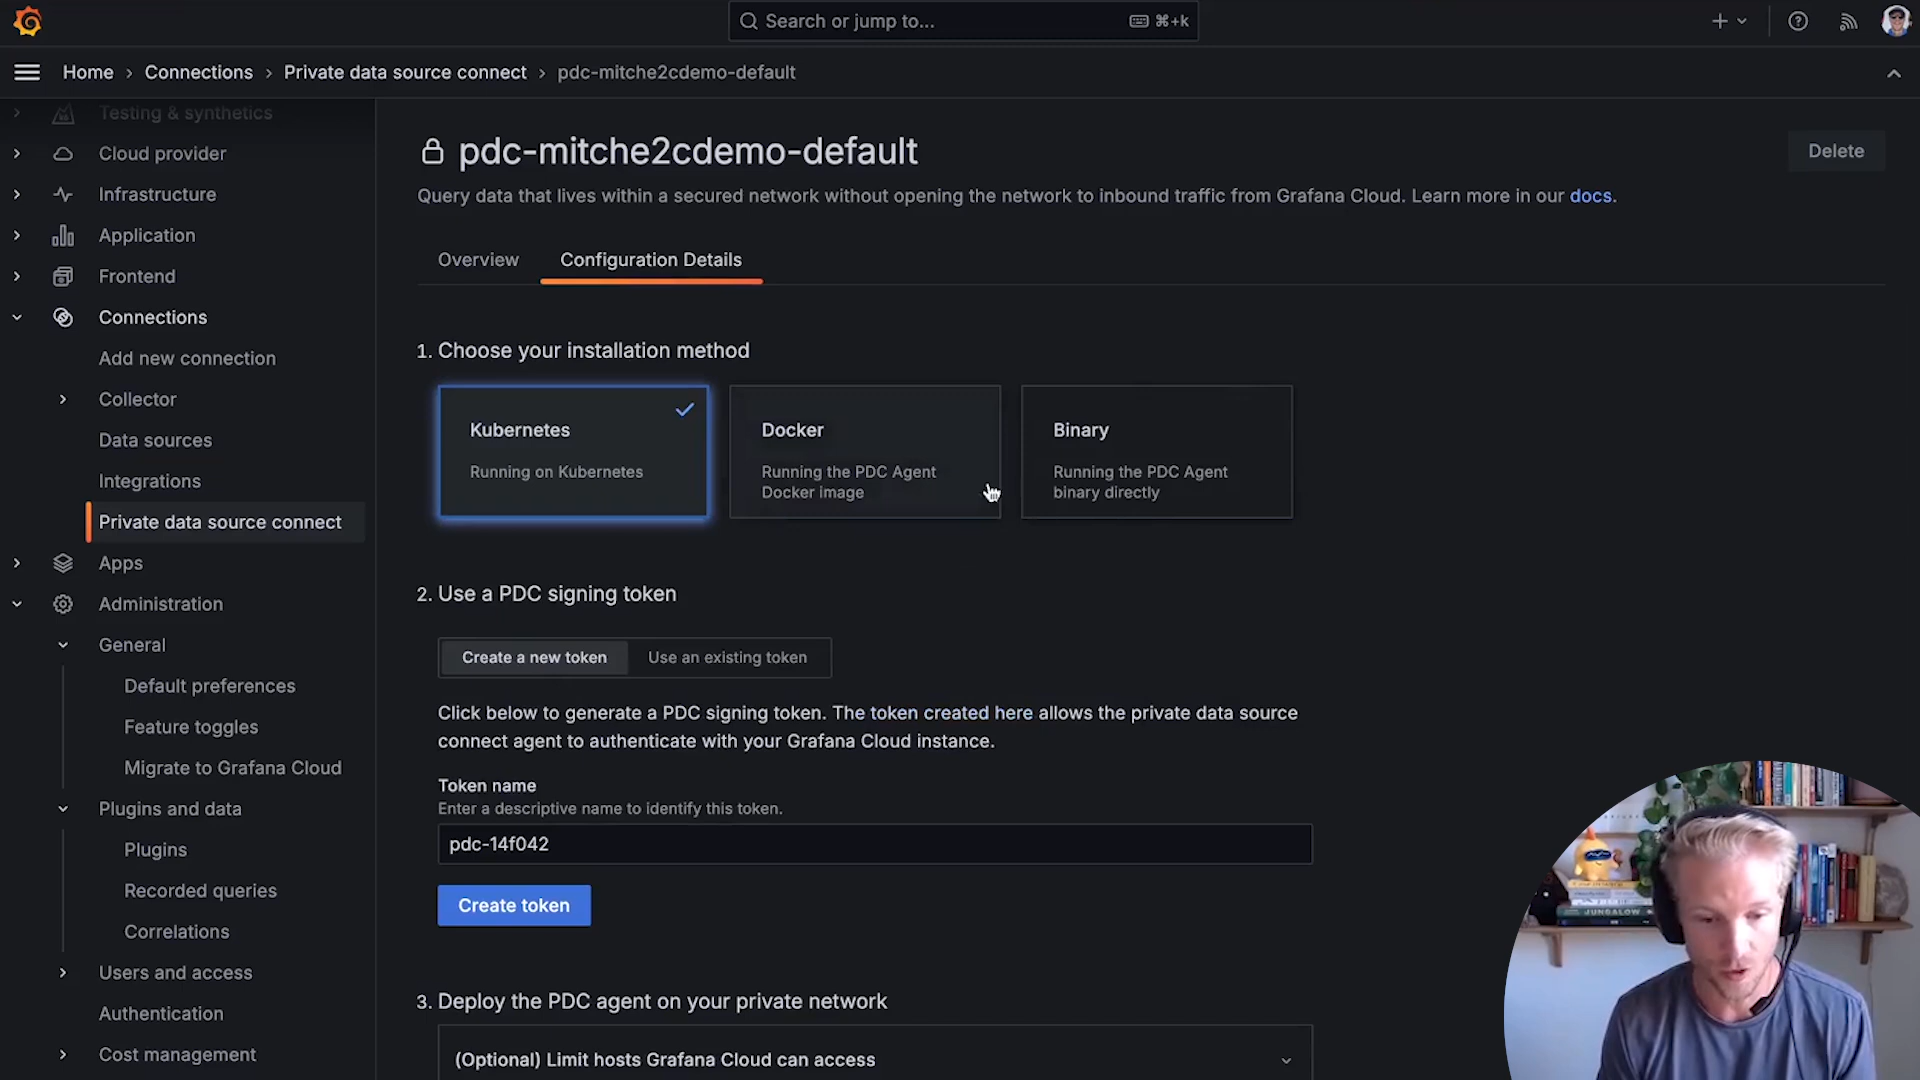 Search or jump to...
⌘+k
Home › Connections › Private data source connect › pdc-mitche2cdemo-default
Testing & synthetics
Cloud provider
Infrastructure
Application
Frontend
Connections
Add new connection
Collector
Data sources
Integrations
Private data source connect
Apps
Administration
General
Default preferences
Feature toggles
Migrate to Grafana Cloud
Plugins and data
Plugins
Recorded queries
Correlations
Users and access
Authentication
Cost management
pdc-mitche2cdemo-default
Delete
Query data that lives within a secured network without opening the network to inbound traffic from Grafana Cloud. Learn more in our docs.
Overview
Configuration Details
1. Choose your installation method
Kubernetes
Running on Kubernetes
Docker
Running the PDC Agent
Docker image
Binary
Running the PDC Agent
binary directly
2. Use a PDC signing token
Create a new token
Use an existing token
Click below to generate a PDC signing token. The token created here allows the private data source
connect agent to authenticate with your Grafana Cloud instance.
Token name
Enter a descriptive name to identify this token.
pdc-14f042
Create token
3. Deploy the PDC agent on your private network
(Optional) Limit hosts Grafana Cloud can access
JUNGALOW